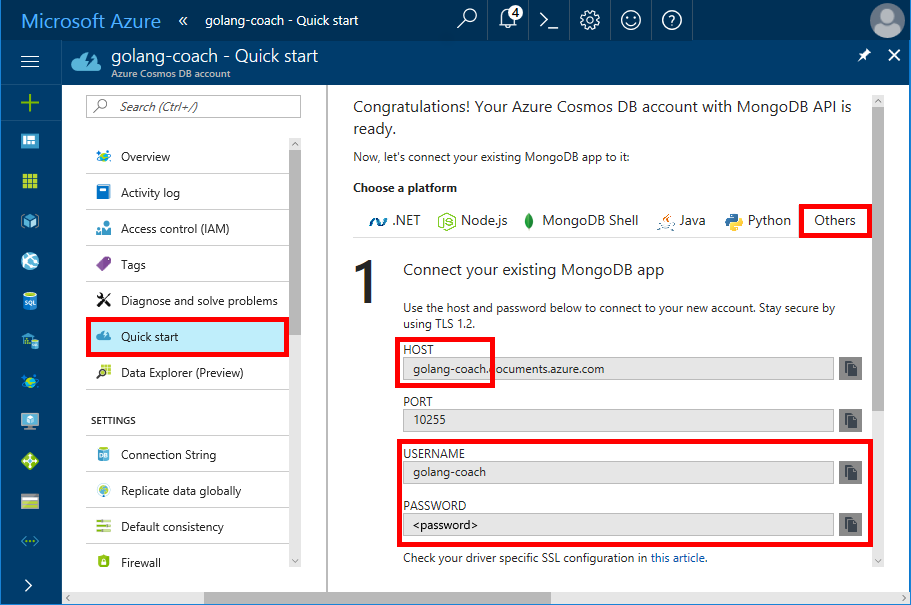 Microsoft Azure « golang-coach - Quick start 4
golang-coach - Quick start
Azure Cosmos DB account
Search (Ctrl+/)
Overview
Activity log
Access control (IAM)
Tags
Diagnose and solve problems
Quick start
Data Explorer (Preview)
SETTINGS
Connection String
Replicate data globally
Default consistency
Firewall
Congratulations! Your Azure Cosmos DB account with MongoDB API is
ready.
Now, let's connect your existing MongoDB app to it:
Choose a platform
.NET Node.js MongoDB Shell Java Python Others
1 Connect your existing MongoDB app
Use the host and password below to connect to your new account. Stay secure by
using TLS 1.2.
HOST
golang-coach.documents.azure.com
PORT
10255
USERNAME
golang-coach
PASSWORD
<password>
Check your driver specific SSL configuration in this article.